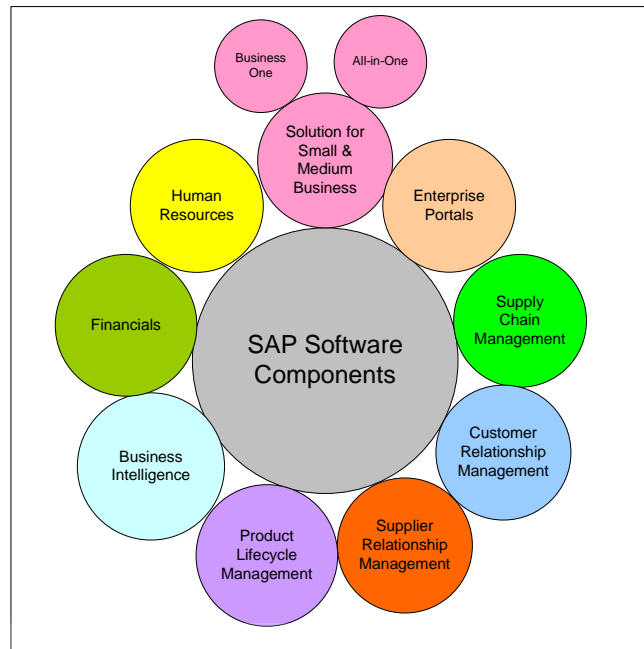 Business
One
All-in-One
Solution for
Small &
Medium
Business
Human
Resources
Enterprise
Portals
Financials
Supply
Chain
Management
SAP Software
Components
Business
Intelligence
Customer
Relationship
Management
Product
Lifecycle
Management
Supplier
Relationship
Management